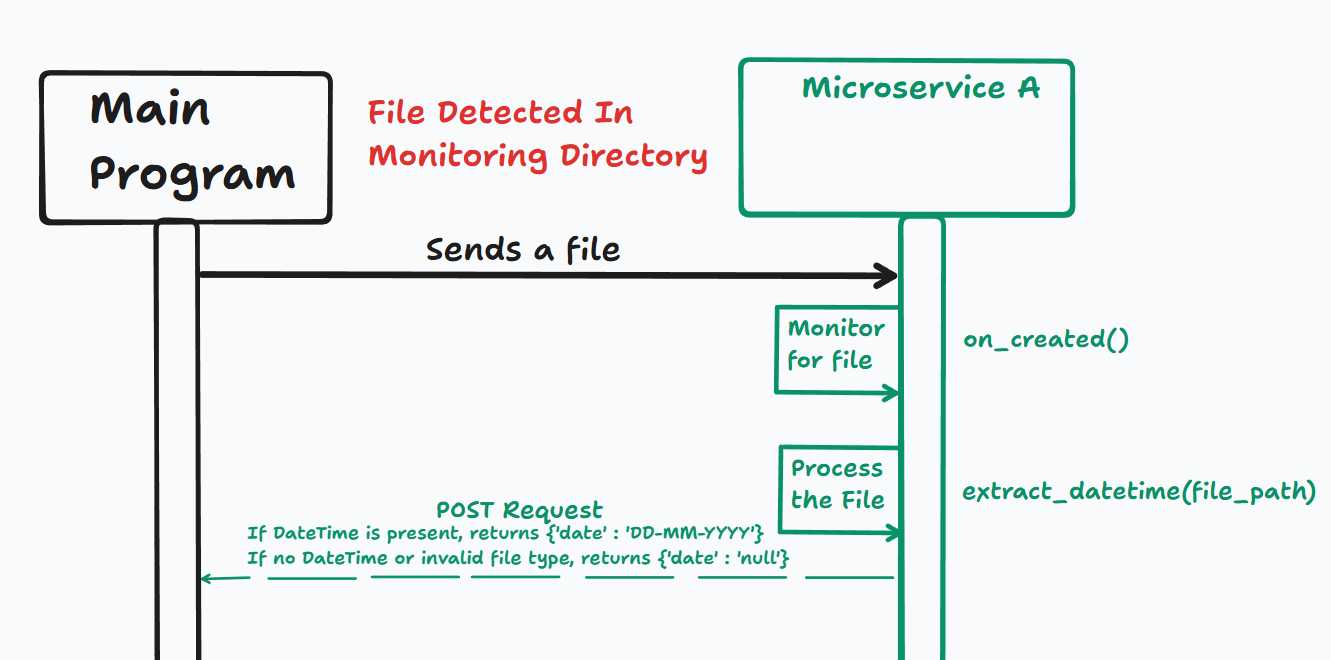 Main
Program
File Detected In
Monitoring Directory
Microservice A
Sends a file
Monitor
for file
on_created()
Process
the File
extract_datetime(file_path)
POST Request
If DateTime is present, returns {'date' : 'DD-MM-YYYY'}
If no DateTime or invalid file type, returns {'date' : 'null'}